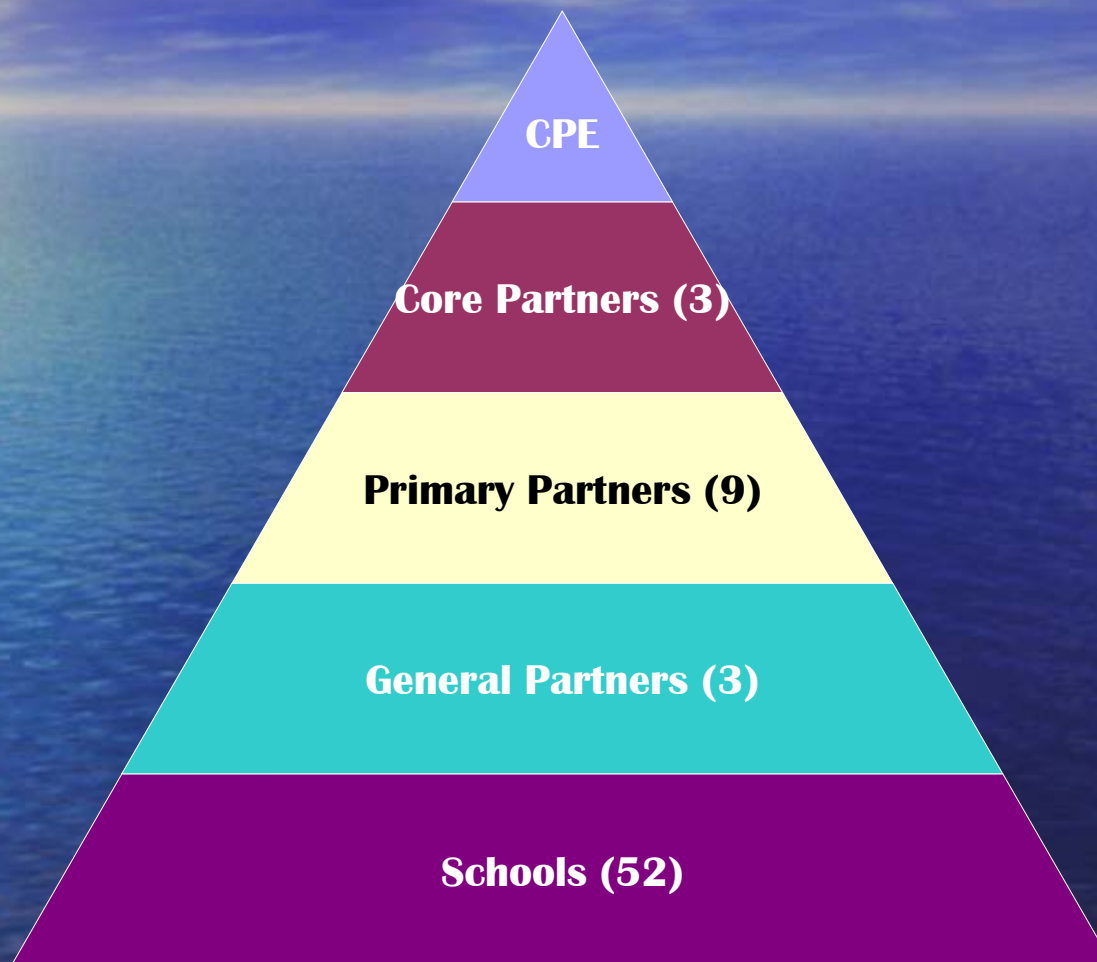 CPE
Core Partners (3)
Primary Partners (9)
General Partners (3)
Schools (52)